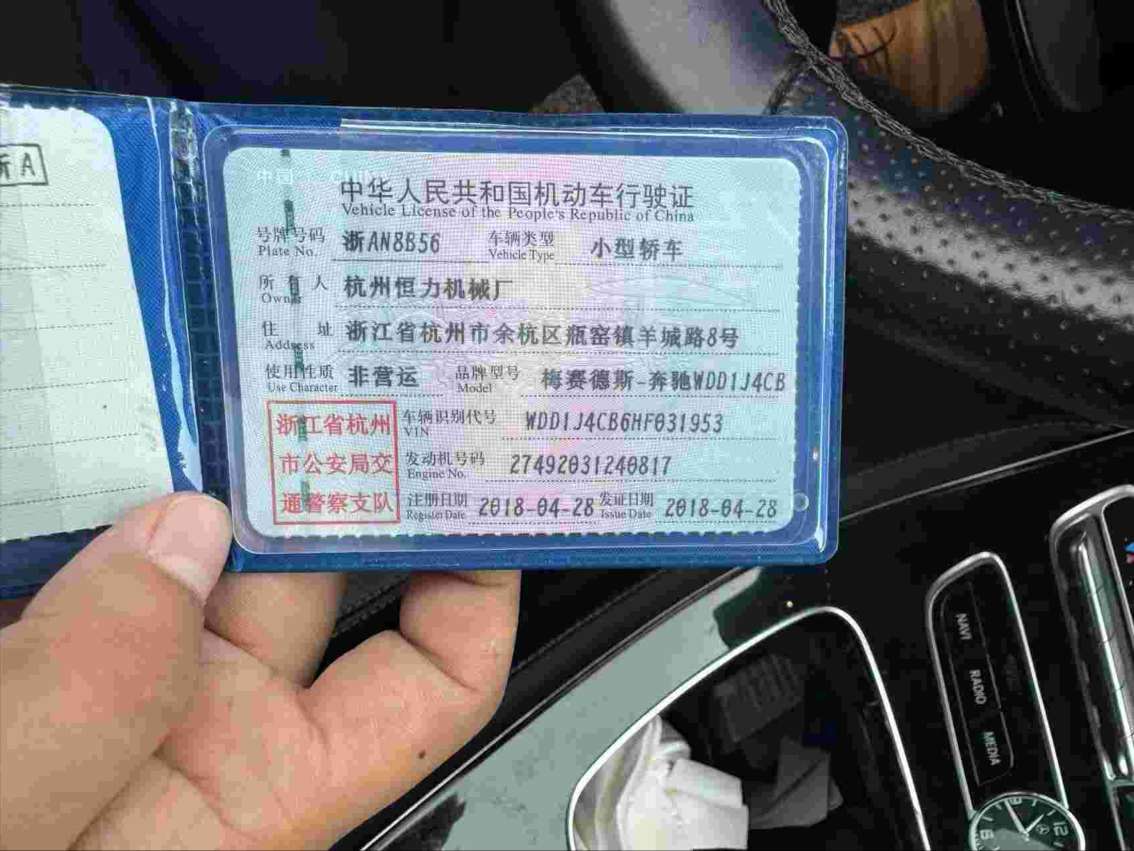 中华人民共和国机动车行驶证
Vehicle License of the People's Republic of China
号牌号码 浙AN8B56 车辆类型 小型轿车
Plate No. Vehicle Type
所有人 杭州恒力机械厂
Owner
住址 浙江省杭州市余杭区瓶窑镇羊城路8号
Address
使用性质 非营运 品牌型号 梅赛德斯-奔驰WDD1J4CB
Use Character Model
浙江省杭州
市公安局交
通警察支队
车辆识别代号 WDD1J4CB6HF031953
VIN
发动机号码 27492031240817
Engine No.
注册日期 2018-04-28 发证日期 2018-04-28
Register Date Issue Date
NAVI
RADIO
MEDIA
12